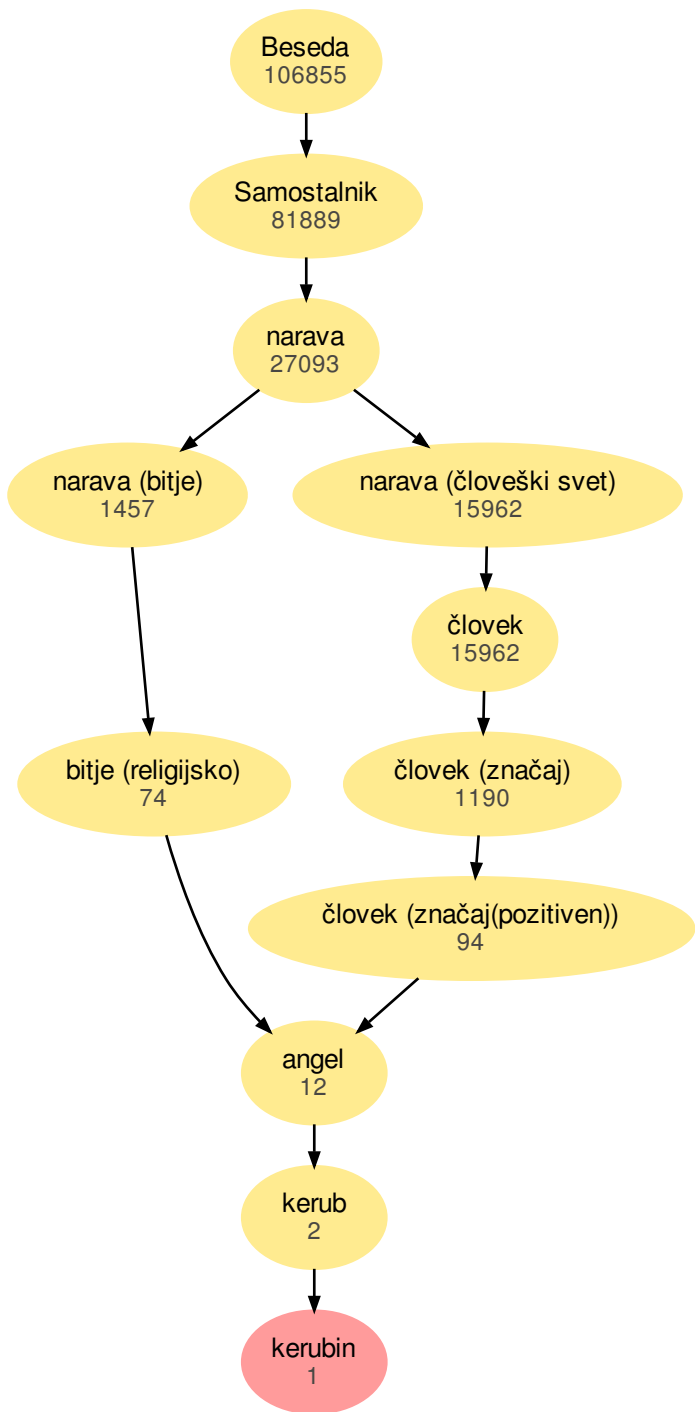 Beseda
106855
Samostalnik
81889
narava
27093
narava (bitje)
1457
narava (človeški svet)
15962
človek
15962
bitje (religijsko)
74
človek (značaj)
1190
človek (značaj(pozitiven))
94
angel
12
kerub
2
kerubin
1